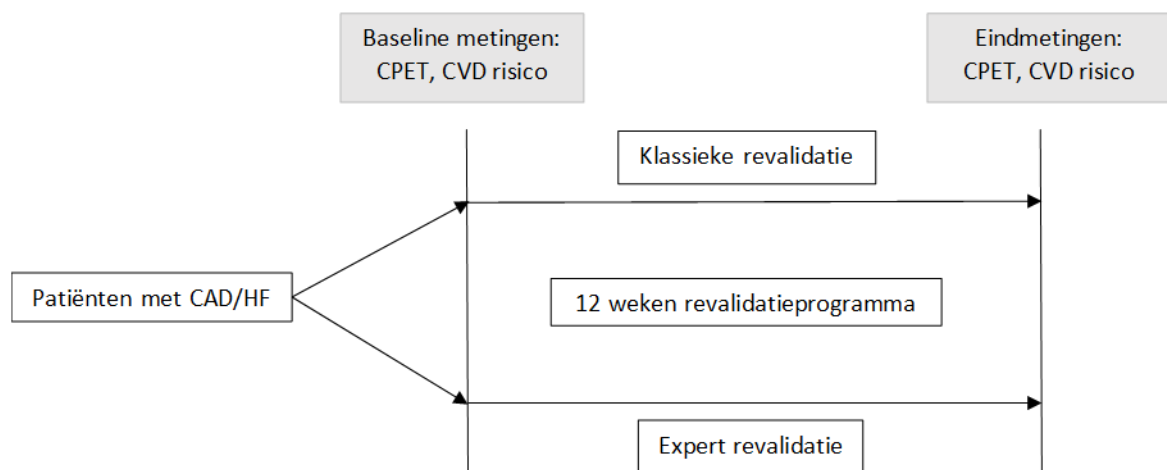 Baseline metingen:
CPET, CVD risico
Eindmetingen:
CPET, CVD risico
Klassieke revalidatie
Patiënten met CAD/HF
12 weken revalidatieprogramma
Expert revalidatie